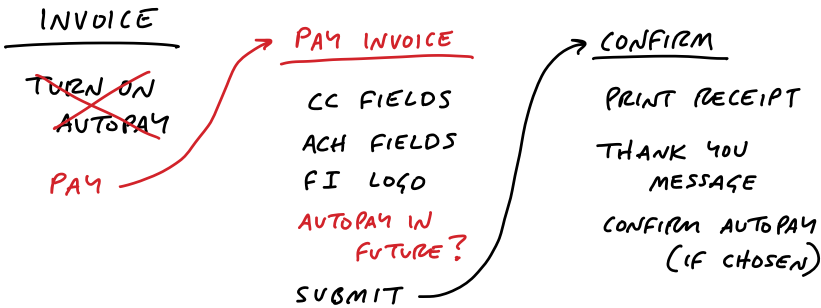 INVOICE
TURN ON
AUTOPAY
PAY
PAY INVOICE
CC FIELDS
ACH FIELDS
FI LOGO
AUTOPAY IN
FUTURE?
SUBMIT
CONFIRM
PRINT RECEIPT
THANK YOU
MESSAGE
CONFIRM AUTOPAY
(IF CHOSEN)